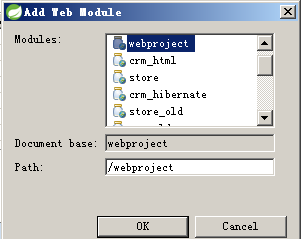 Add Web Module
Modules:
webproject
crm_html
store
crm_hibernate
store_old
Document base: webproject
Path: /webproject
OK Cancel